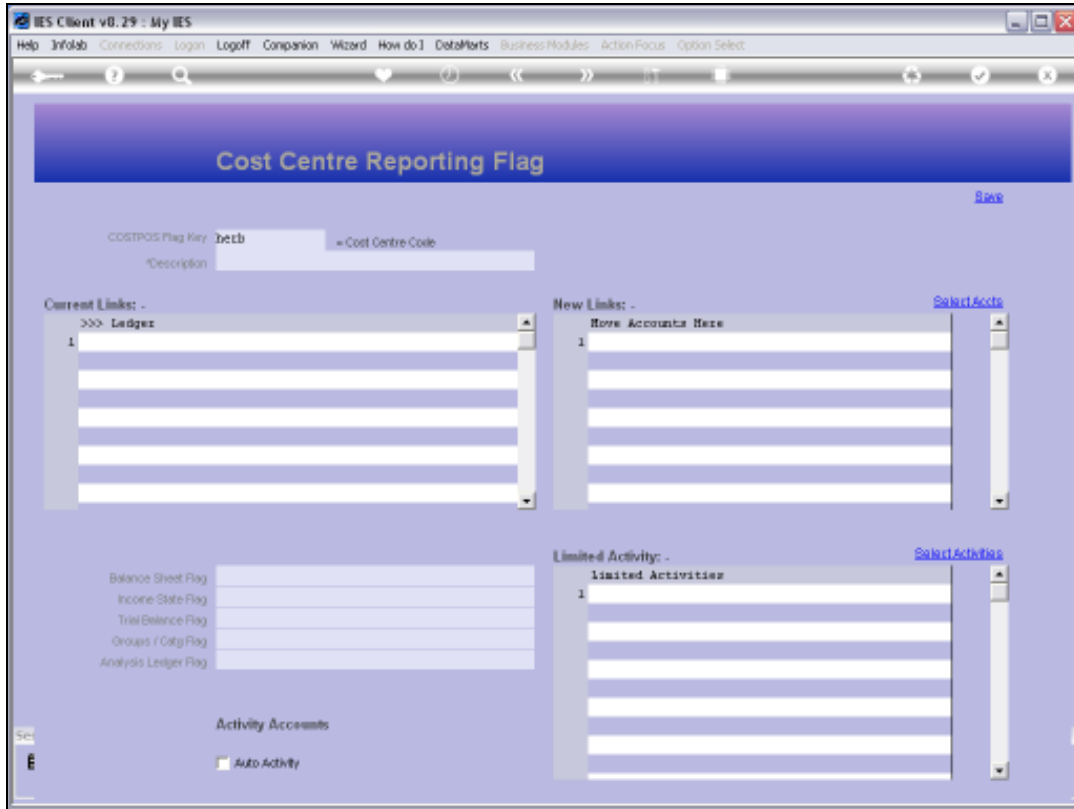 IES Client v8.29 : My IES
Help Infolab Connections Logon Logoff Companion Wizard How do I DataMarts Business Modules Action Focus Option Select
Cost Centre Reporting Flag
Save
COSTPOS Flag Key herb = Cost Centre Code
*Description
Current Links: -
>>> Ledger
1
New Links: - Select Accts
Move Accounts Here
1
Balance Sheet Flag
Income State Flag
Trial Balance Flag
Groups / Catg Flag
Analysis Ledger Flag
Limited Activity: - Select Activities
Limited Activities
1
Activity Accounts
Auto Activity